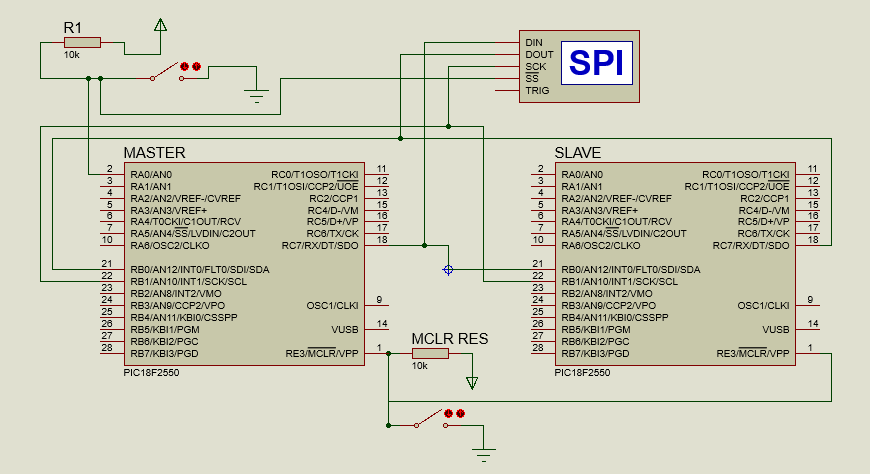 R1
10k
DIN
DOUT
SCK
SS
TRIG
SPI
MASTER
2 RA0/AN0 RC0/T1OSO/T1CKI 11
3 RA1/AN1 RC1/T1OSI/CCP2/UOE 12
4 RA2/AN2/VREF-/CVREF RC2/CCP1 13
5 RA3/AN3/VREF+ RC4/D-/VM 15
6 RA4/T0CKI/C1OUT/RCV RC5/D+/VP 16
7 RA5/AN4/SS/LVDIN/C2OUT RC6/TX/CK 17
10 RA6/OSC2/CLKO RC7/RX/DT/SDO 18
21 RB0/AN12/INT0/FLT0/SDI/SDA
22 RB1/AN10/INT1/SCK/SCL
23 RB2/AN8/INT2/VMO
24 RB3/AN9/CCP2/VPO OSC1/CLKI 9
25 RB4/AN11/KBI0/CSSPP
26 RB5/KBI1/PGM VUSB 14
27 RB6/KBI2/PGC
28 RB7/KBI3/PGD RE3/MCLR/VPP 1
PIC18F2550
MCLR RES
10k
SLAVE
2 RA0/AN0 RC0/T1OSO/T1CKI 11
3 RA1/AN1 RC1/T1OSI/CCP2/UOE 12
4 RA2/AN2/VREF-/CVREF RC2/CCP1 13
5 RA3/AN3/VREF+ RC4/D-/VM 15
6 RA4/T0CKI/C1OUT/RCV RC5/D+/VP 16
7 RA5/AN4/SS/LVDIN/C2OUT RC6/TX/CK 17
10 RA6/OSC2/CLKO RC7/RX/DT/SDO 18
21 RB0/AN12/INT0/FLT0/SDI/SDA
22 RB1/AN10/INT1/SCK/SCL
23 RB2/AN8/INT2/VMO
24 RB3/AN9/CCP2/VPO OSC1/CLKI 9
25 RB4/AN11/KBI0/CSSPP
26 RB5/KBI1/PGM VUSB 14
27 RB6/KBI2/PGC
28 RB7/KBI3/PGD RE3/MCLR/VPP 1
PIC18F2550